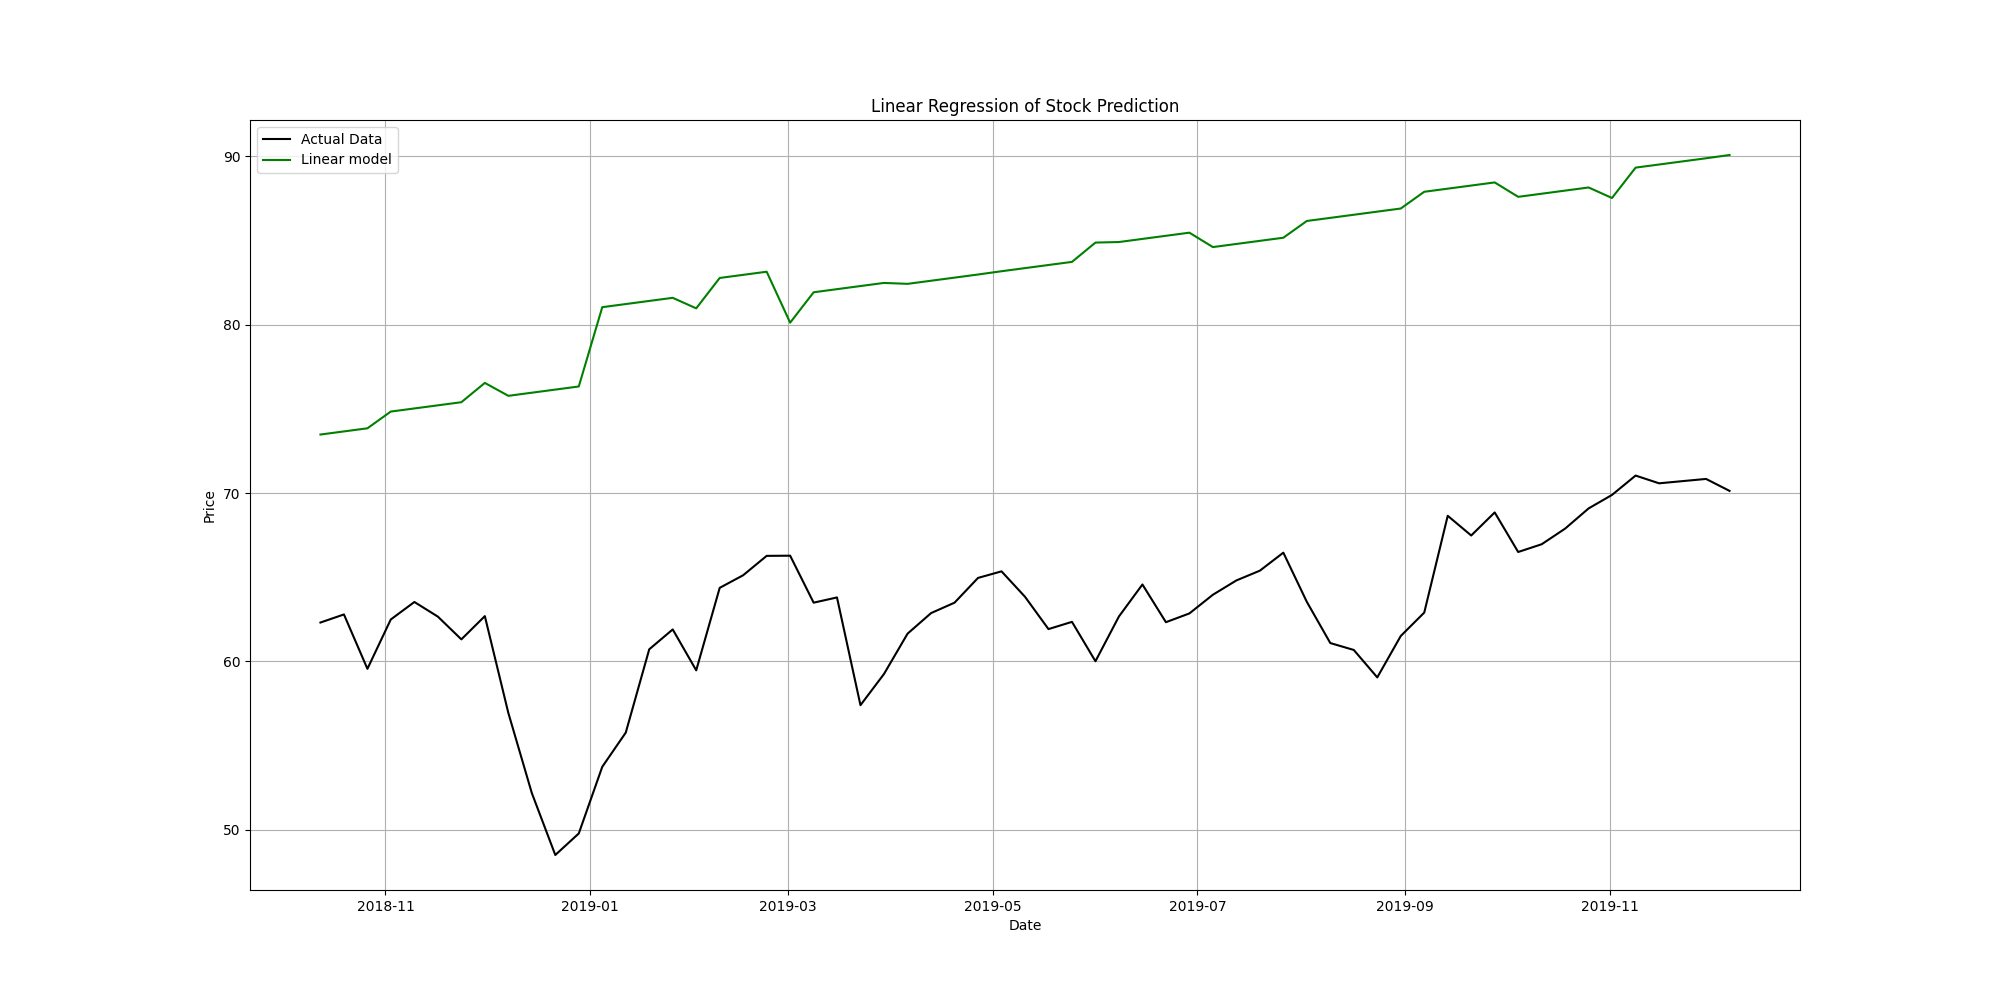 Linear Regression of Stock Prediction
Actual Data
Linear model
90
80
70
60
50
Price
2018-11 2019-01 2019-03 2019-05 2019-07 2019-09 2019-11
Date